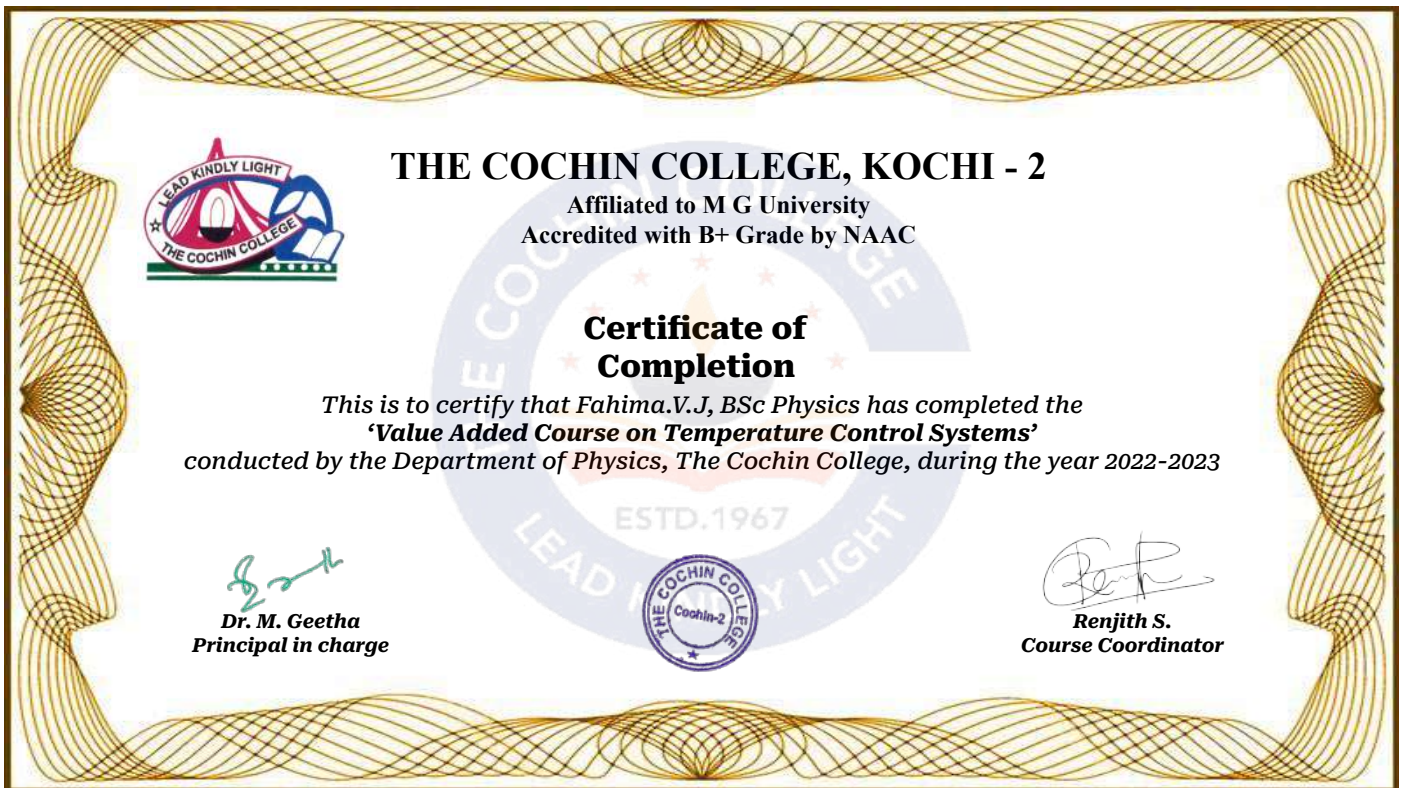 LEAD KINDLY LIGHT
THE COCHIN COLLEGE
THE COCHIN COLLEGE, KOCHI - 2
Affiliated to M G University
Accredited with B+ Grade by NAAC
THE COCHIN COLLEGE
Certificate of
Completion
This is to certify that Fahima.V.J, BSc Physics has completed the
‘Value Added Course on Temperature Control Systems’
conducted by the Department of Physics, The Cochin College, during the year 2022-2023
ESTD.1967
LEAD KINDLY LIGHT
THE COCHIN COLLEGE
Cochin-2
Dr. M. Geetha
Principal in charge
Renjith S.
Course Coordinator